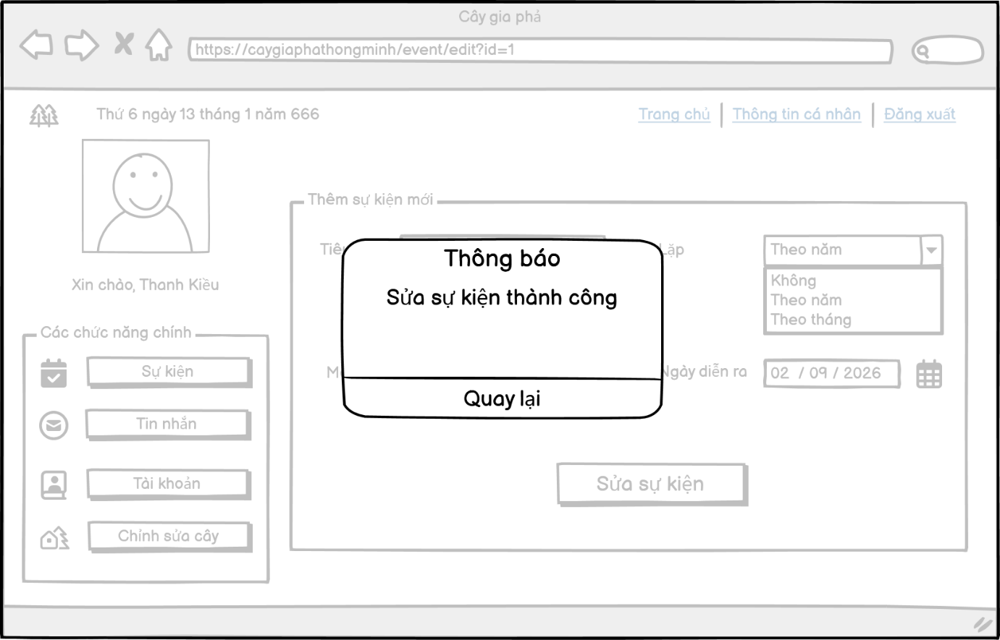 Cây gia phả
https://caygiaphathongminh/event/edit?id=1
Thứ 6 ngày 13 tháng 1 năm 666
Trang chủ
Thông tin cá nhân
Đăng xuất
Xin chào, Thanh Kiều
Các chức năng chính
Sự kiện
Tin nhắn
Tài khoản
Chỉnh sửa cây
Thêm sự kiện mới
Lặp
Theo năm
Không
Theo năm
Theo tháng
Ngày diễn ra
02 / 09 / 2026
Sửa sự kiện
Thông báo
Sửa sự kiện thành công
Quay lại